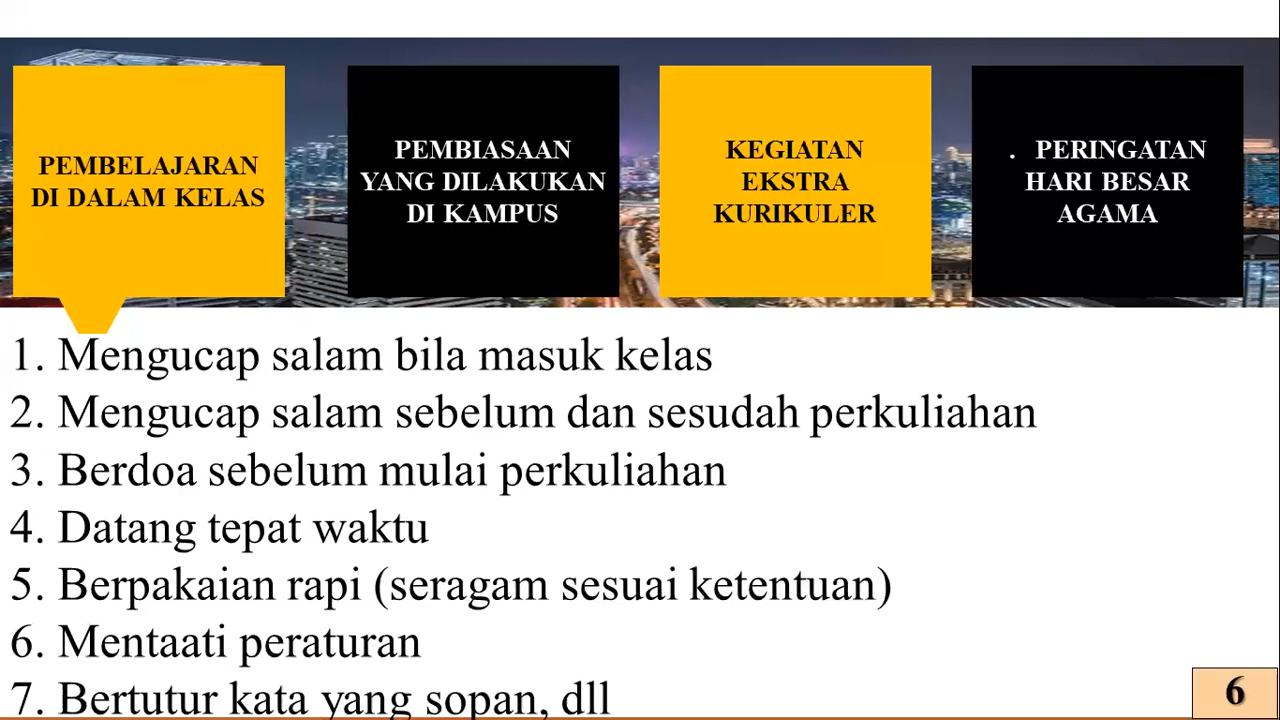 PEMBELAJARAN
DI DALAM KELAS
PEMBIASAAN
YANG DILAKUKAN
DI KAMPUS
KEGIATAN
EKSTRA
KURIKULER
. PERINGATAN
HARI BESAR
AGAMA
1. Mengucap salam bila masuk kelas
2. Mengucap salam sebelum dan sesudah perkuliahan
3. Berdoa sebelum mulai perkuliahan
4. Datang tepat waktu
5. Berpakaian rapi (seragam sesuai ketentuan)
6. Mentaati peraturan
7. Bertutur kata yang sopan, dll
6